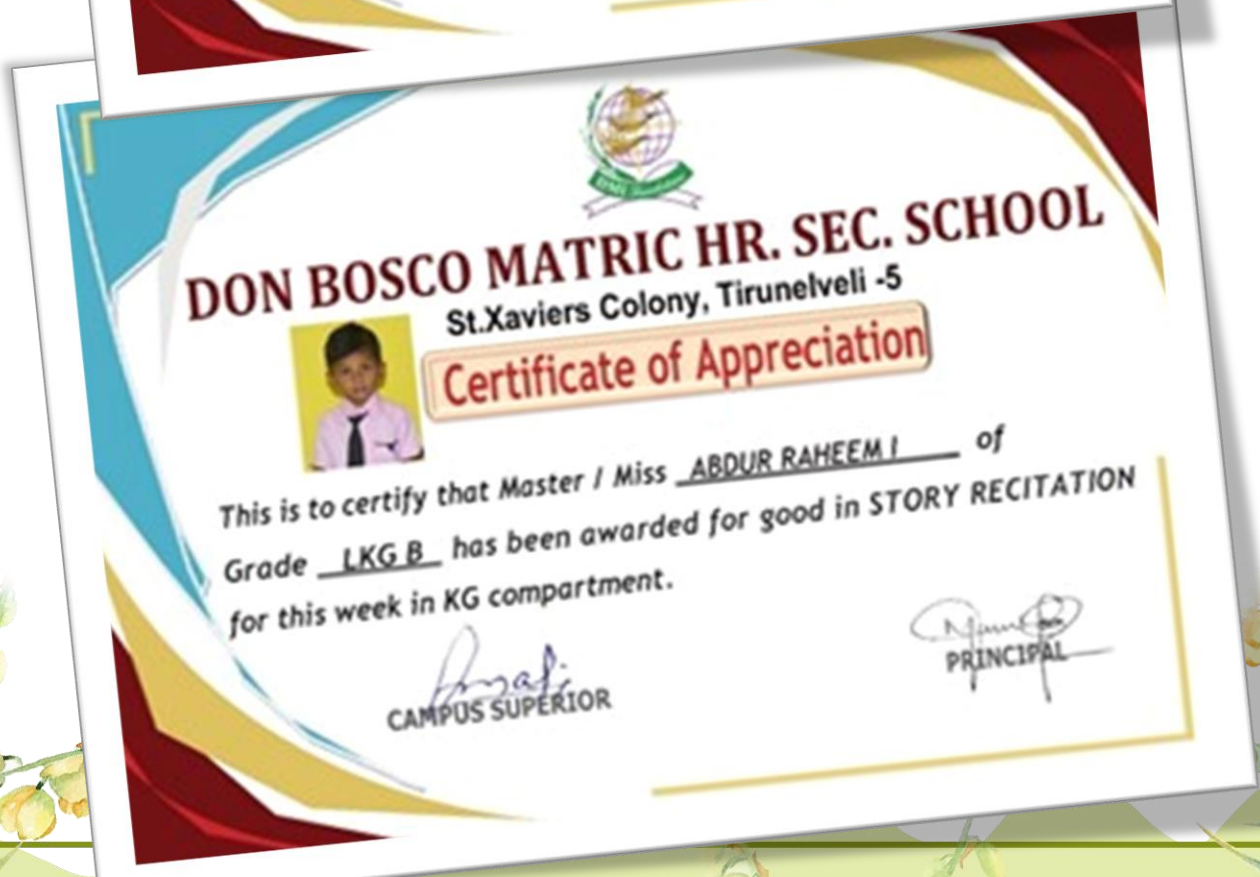 DON BOSCO MATRIC HR. SEC. SCHOOL
St.Xaviers Colony, Tirunelveli -5
Certificate of Appreciation
This is to certify that Master / Miss ABDUR RAHEEM I of
Grade LKG B has been awarded for good in STORY RECITATION
for this week in KG compartment.
CAMPUS SUPERIOR
PRINCIPAL